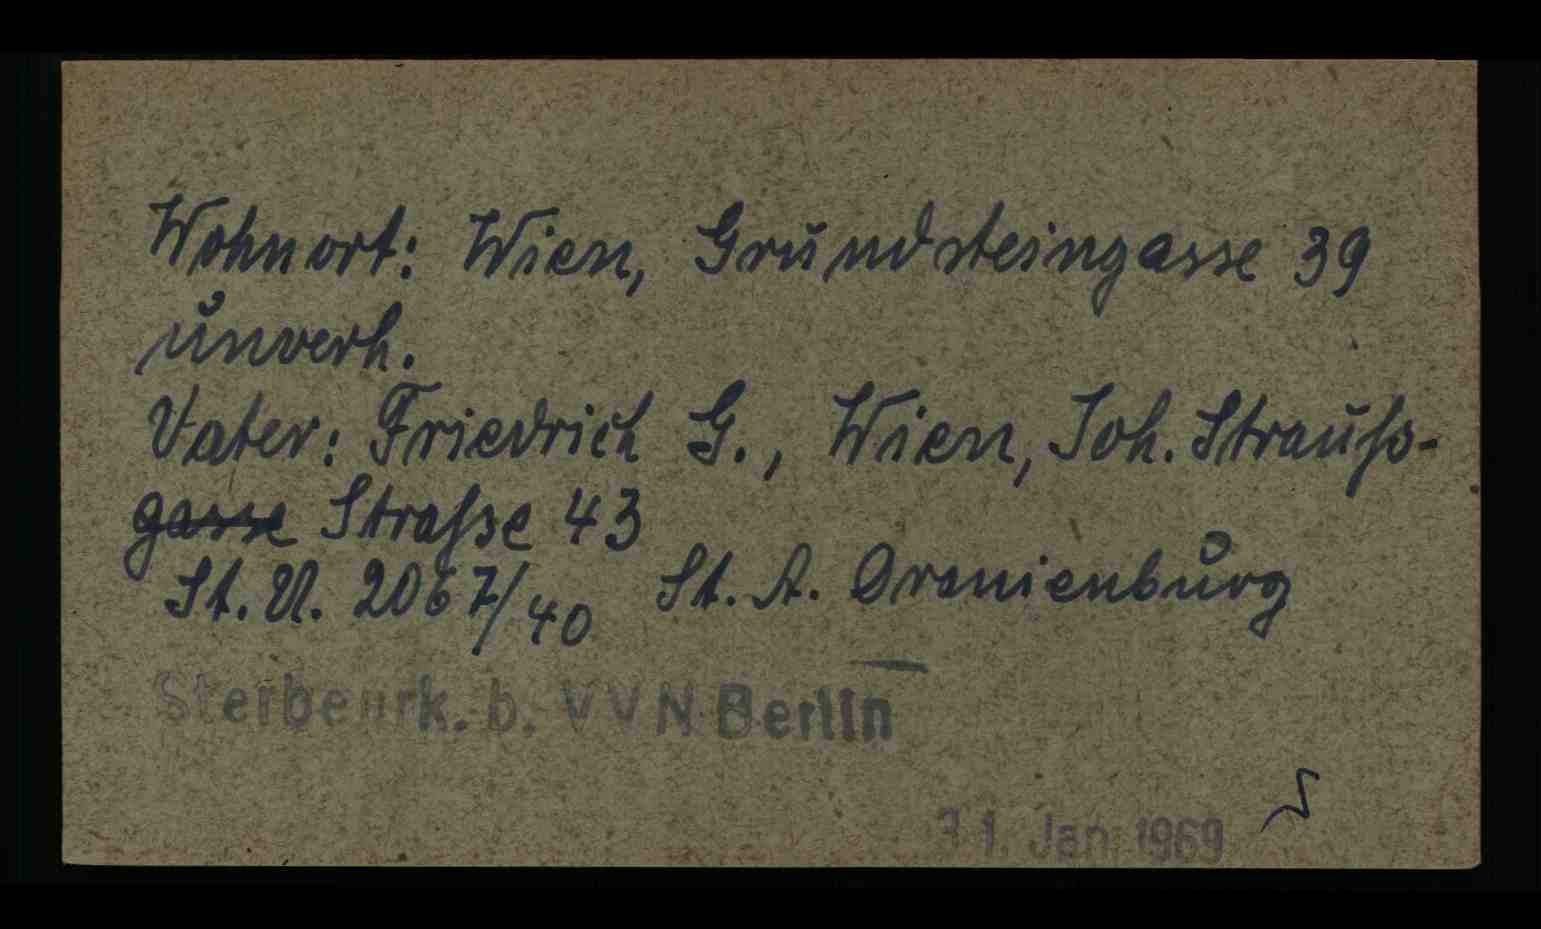 Wohnort: Wien, Grundsteingasse 39
unverh.
Vater: Friedrich G., Wien, Joh. Strauß-
gasse Straße 43
St. U. 2067/40 St. A. Oranienburg
Sterbeurk. b. VVN Berlin
31. Jan. 1969